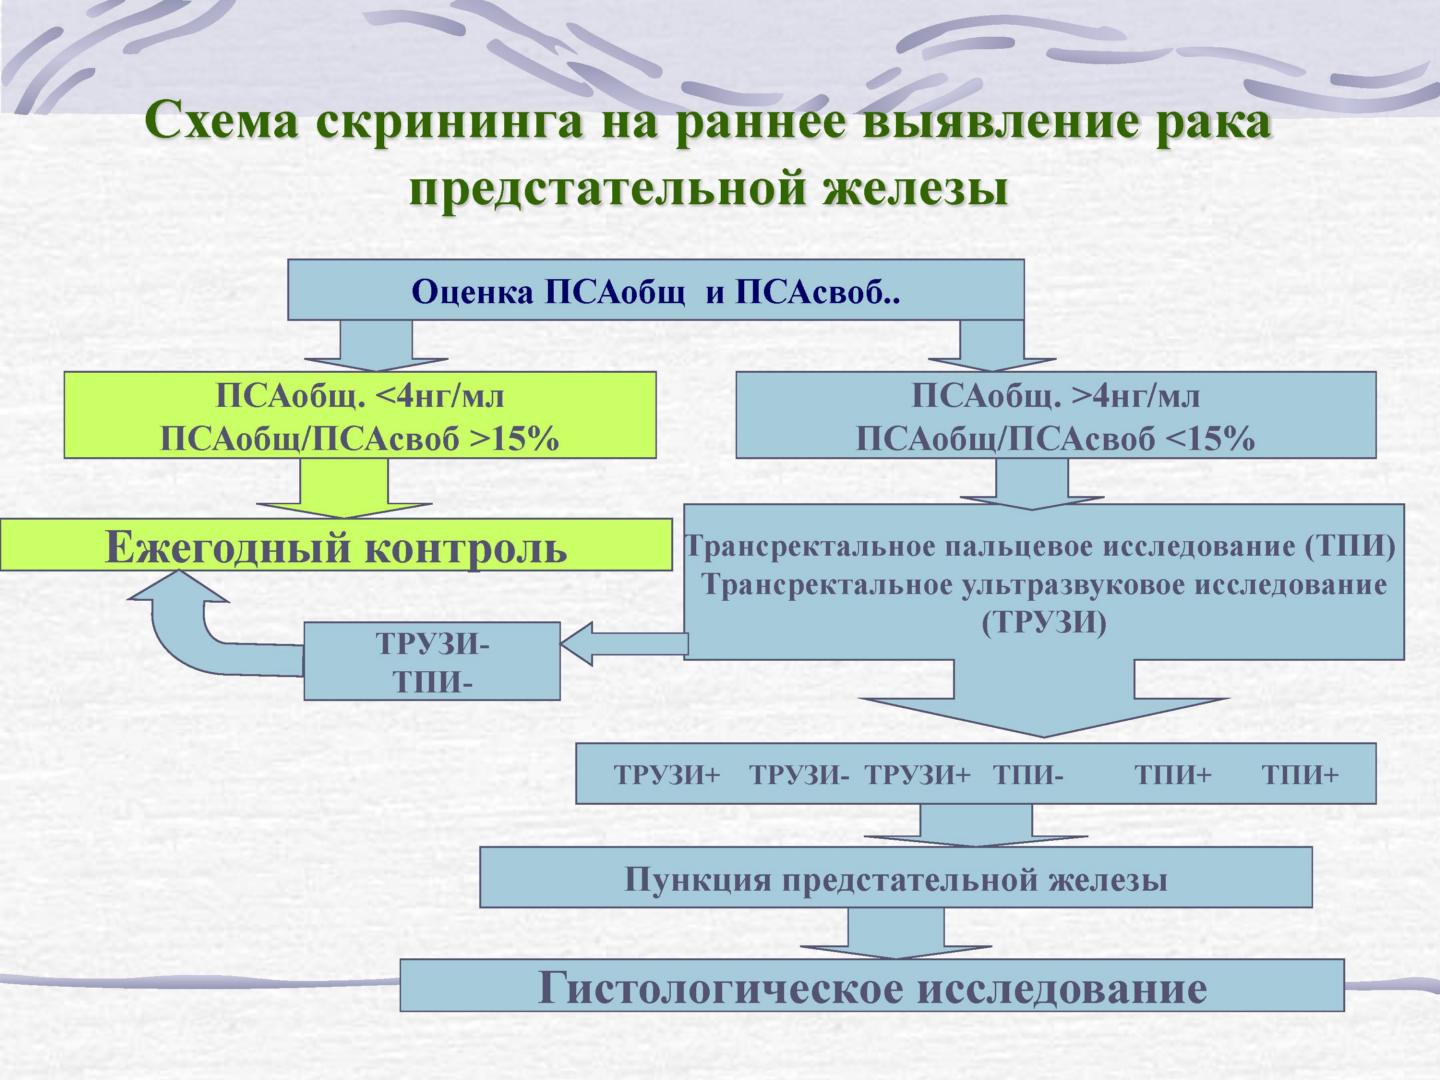 Схема скрининга на раннее выявление рака
предстательной железы
Оценка ПСАобщ и ПСАсвоб..
ПСАобщ. <4нг/мл
ПСАобщ/ПСАсвоб >15%
ПСАобщ. >4нг/мл
ПСАобщ/ПСАсвоб <15%
Ежегодный контроль
Трансректальное пальцевое исследование (ТПИ)
Трансректальное ультразвуковое исследование
(ТРУЗИ)
ТРУЗИ-
ТПИ-
ТРУЗИ+ ТРУЗИ- ТРУЗИ+ ТПИ- ТПИ+ ТПИ+
Пункция предстательной железы
Гистологическое исследование